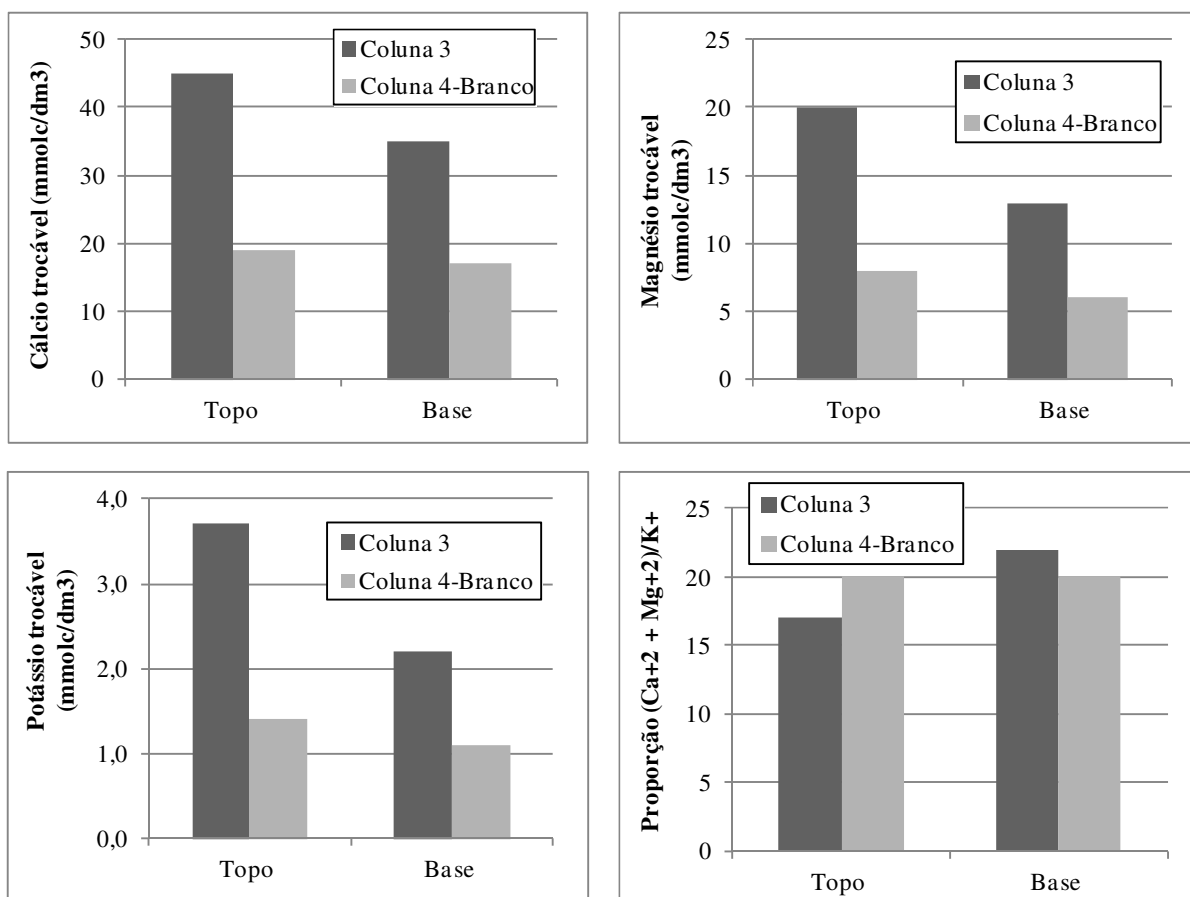 Cálcio trocável (mmolc/dm3)
50
40
30
20
10
0
Coluna 3
Coluna 4-Branco
Topo
Base
Magnésio trocável
(mmolc/dm3)
25
20
15
10
5
0
Coluna 3
Coluna 4-Branco
Topo
Base
Potássio trocável
(mmolc/dm3)
4,0
3,0
2,0
1,0
0,0
Coluna 3
Coluna 4-Branco
Topo
Base
Proporção (Ca+2 + Mg+2)/K+
25
20
15
10
5
0
Coluna 3
Coluna 4-Branco
Topo
Base